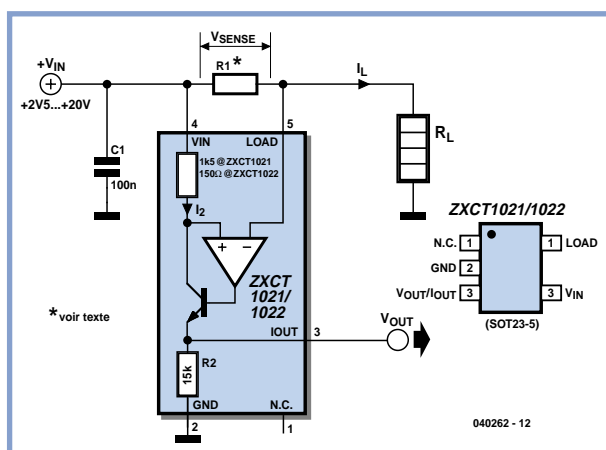 VSENSE
+VIN
R1*
IL
+2V5...+20V
4
5
VIN
LOAD
RL
C1
1k5 @ ZXCT1021
150Ω @ ZXCT1022
100n
I2
ZXCT1021/1022
+
–
N.C.
1
1
LOAD
GND
2
ZXCT
1021/
1022
VOUT/IOUT
3
3
VIN
*voir texte
IOUT
3
VOUT
(SOT23-5)
R2
15k
GND
N.C.
2
1
040262 - 12